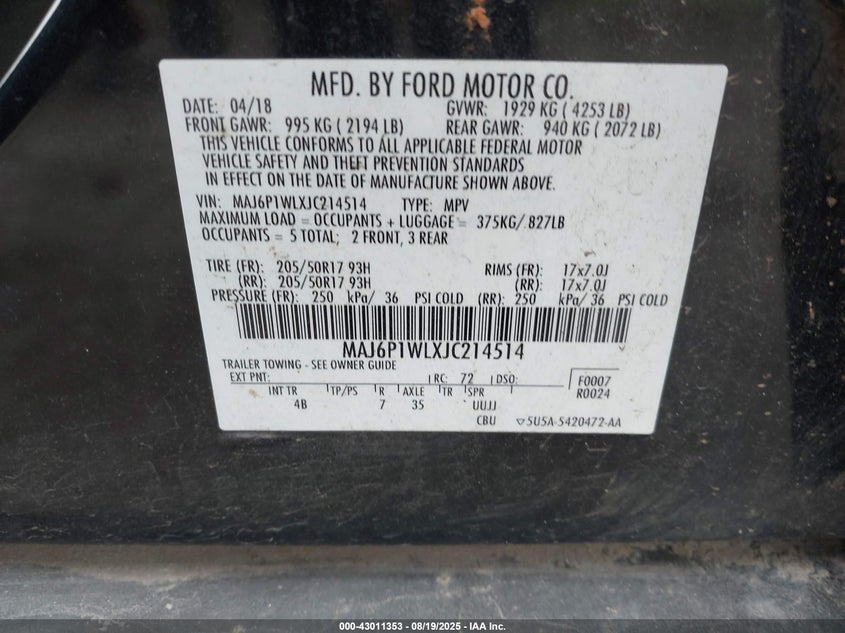 MFD. BY FORD MOTOR CO.
DATE: 04/18 GVWR: 1929 KG ( 4253 LB)
FRONT GAWR: 995 KG ( 2194 LB) REAR GAWR: 940 KG ( 2072 LB)
THIS VEHICLE CONFORMS TO ALL APPLICABLE FEDERAL MOTOR
VEHICLE SAFETY AND THEFT PREVENTION STANDARDS
IN EFFECT ON THE DATE OF MANUFACTURE SHOWN ABOVE.
VIN: MAJ6P1WLXJC214514 TYPE: MPV
MAXIMUM LOAD = OCCUPANTS + LUGGAGE = 375KG/ 827LB
OCCUPANTS = 5 TOTAL; 2 FRONT, 3 REAR
TIRE (FR): 205/50R17 93H RIMS (FR): 17x7.0J
(RR): 205/50R17 93H (RR): 17x7.0J
PRESSURE (FR): 250 kPa/ 36 PSI COLD (RR): 250 kPa/ 36 PSI COLD
MAJ6P1WLXJC214514
TRAILER TOWING - SEE OWNER GUIDE
EXT PNT: RC: 72 DSO: F0007
R0024
INT TR TP/PS R AXLE TR SPR
4B 7 35 UUJJ
CBU 5U5A-5420472-AA
000-43011353 - 08/19/2025 - IAA Inc.